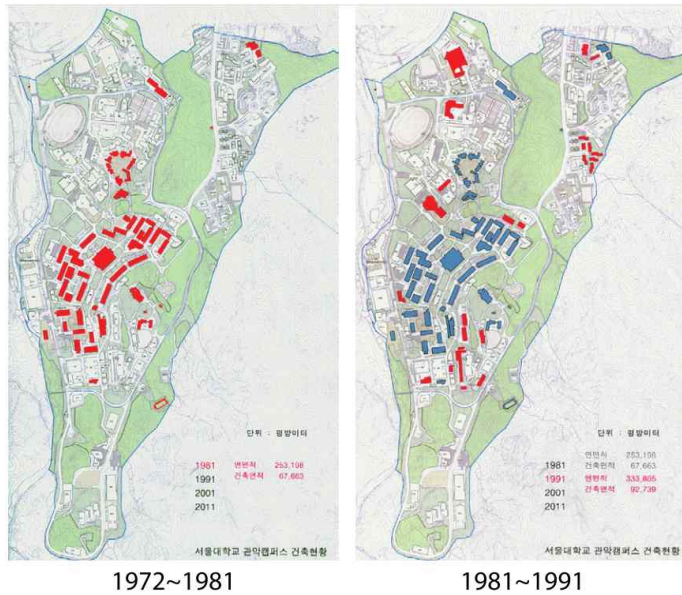 단위 : 평방미터
1981 연면적 253,198
건축면적 67,663
1991
2001
2011
서울대학교 관악캠퍼스 건축현황
1972~1981
단위 : 평방미터
연면적 253,198
1981 건축면적 67,663
1991 연면적 333,605
건축면적 92,739
2001
2011
서울대학교 관악캠퍼스 건축현황
1981~1991